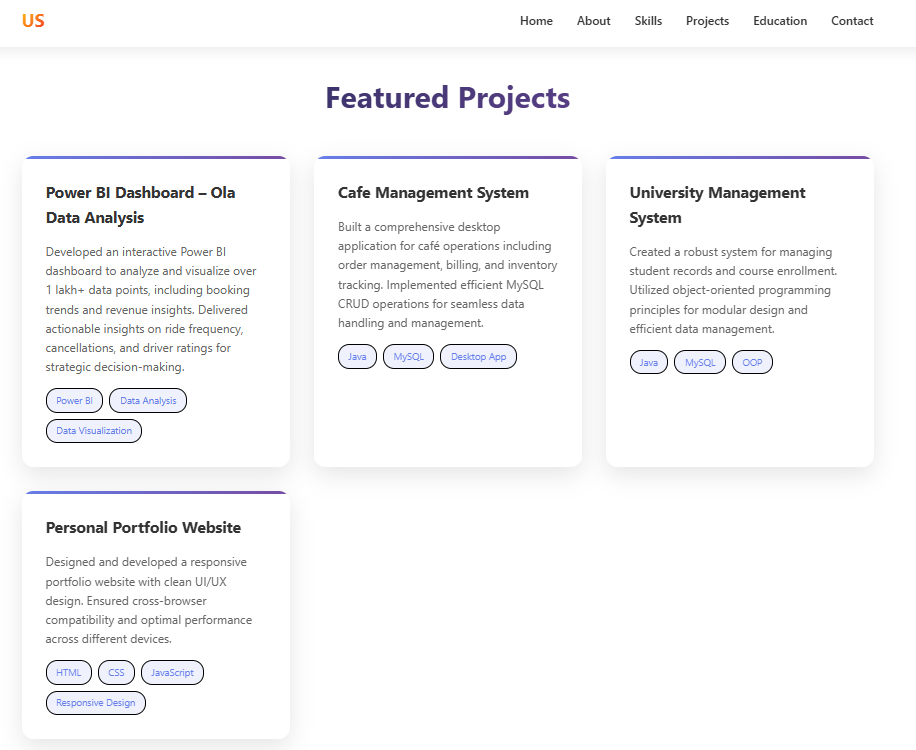 US
Home About Skills Projects Education Contact
Featured Projects
Power BI Dashboard – Ola
Data Analysis
Developed an interactive Power BI
dashboard to analyze and visualize over
1 lakh+ data points, including booking
trends and revenue insights. Delivered
actionable insights on ride frequency,
cancellations, and driver ratings for
strategic decision-making.
Power BI Data Analysis
Data Visualization
Cafe Management System
Built a comprehensive desktop
application for café operations including
order management, billing, and inventory
tracking. Implemented efficient MySQL
CRUD operations for seamless data
handling and management.
Java MySQL Desktop App
University Management
System
Created a robust system for managing
student records and course enrollment.
Utilized object-oriented programming
principles for modular design and
efficient data management.
Java MySQL OOP
Personal Portfolio Website
Designed and developed a responsive
portfolio website with clean UI/UX
design. Ensured cross-browser
compatibility and optimal performance
across different devices.
HTML CSS JavaScript
Responsive Design